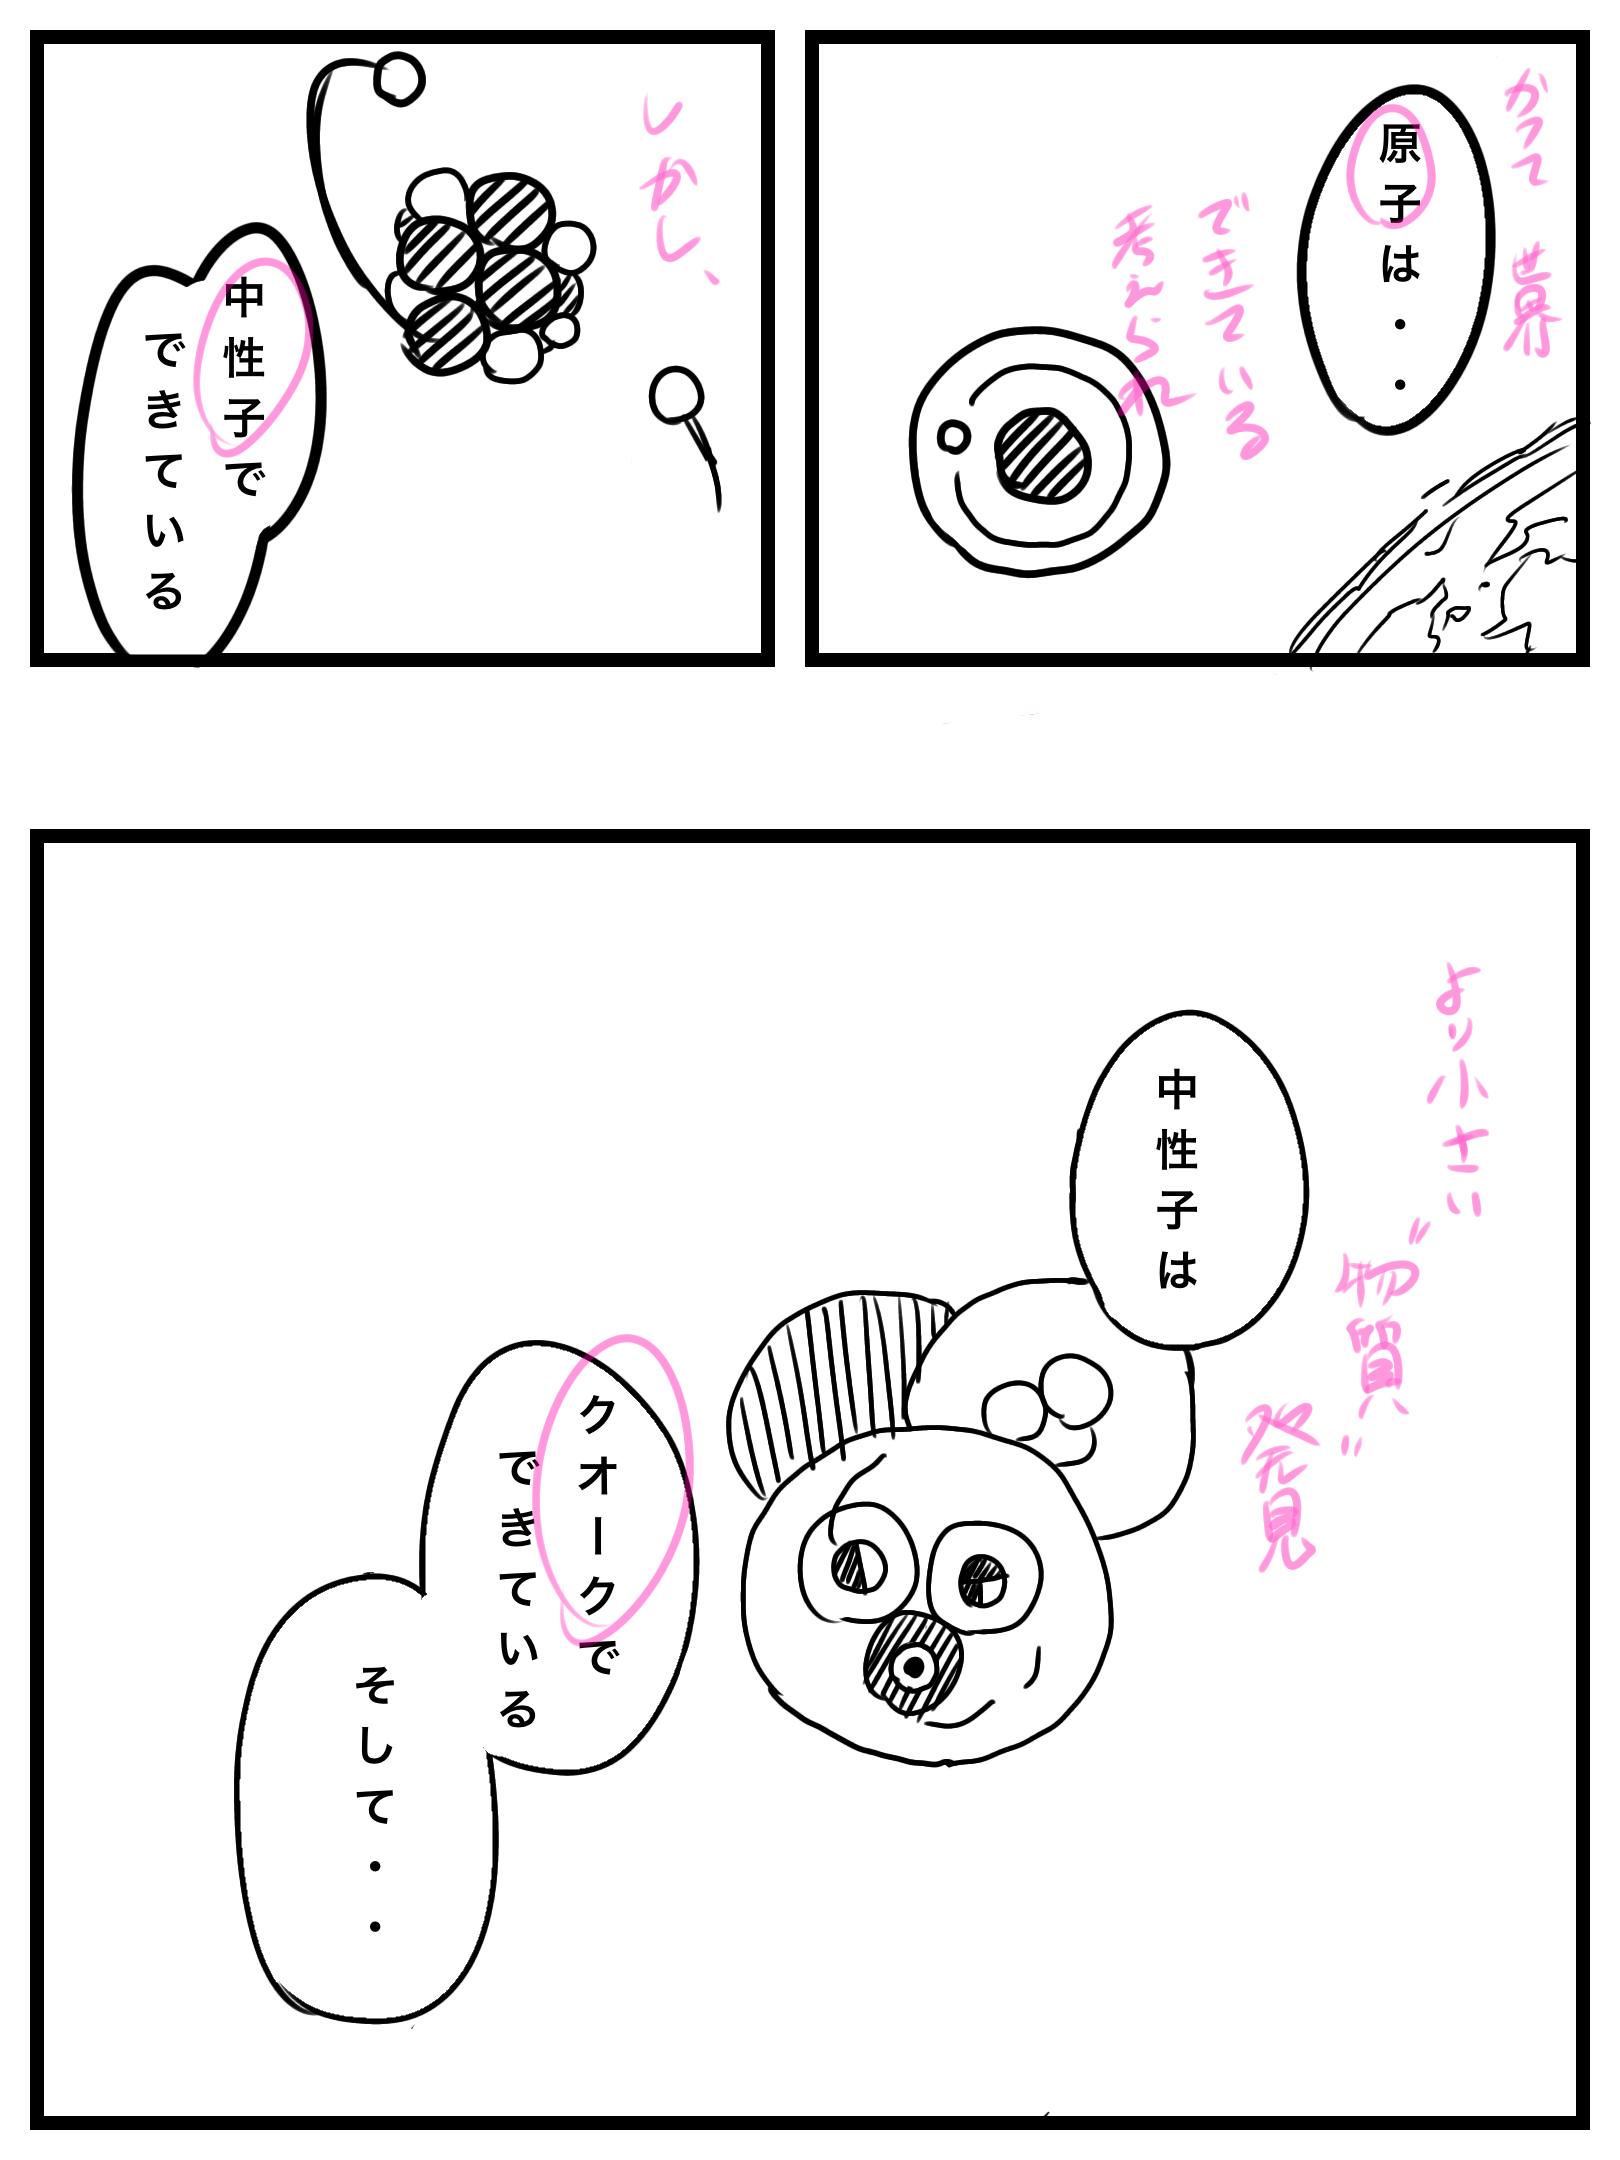 かつて 世界
原子は・・
できている
考えられ
しかし、
中性子で
できている
より小さい
"物質"
発見
中性子は
クオークで
できている
そして・・